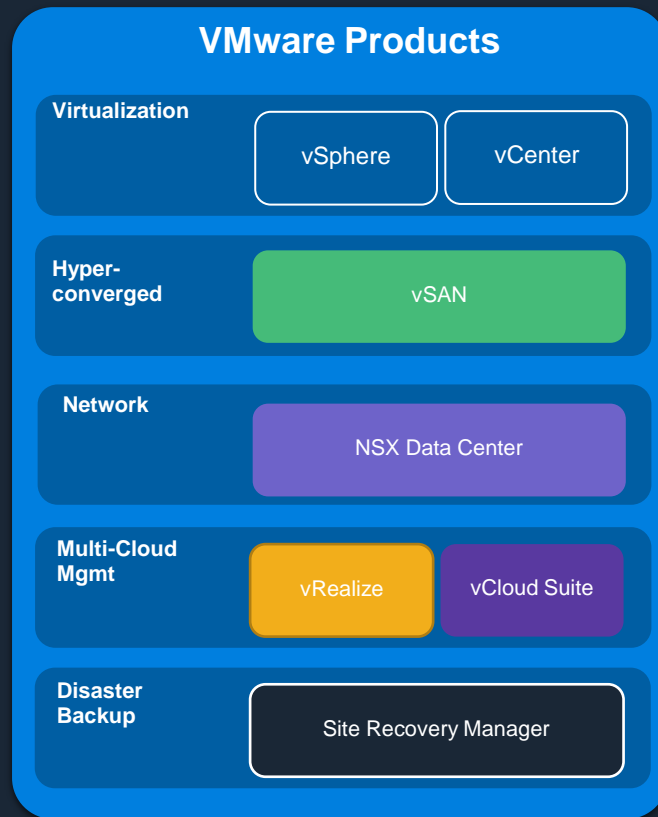 VMware Products
Virtualization
vSphere
vCenter
Hyper-
converged
vSAN
Network
NSX Data Center
Multi-Cloud
Mgmt
vRealize
vCloud Suite
Disaster
Backup
Site Recovery Manager